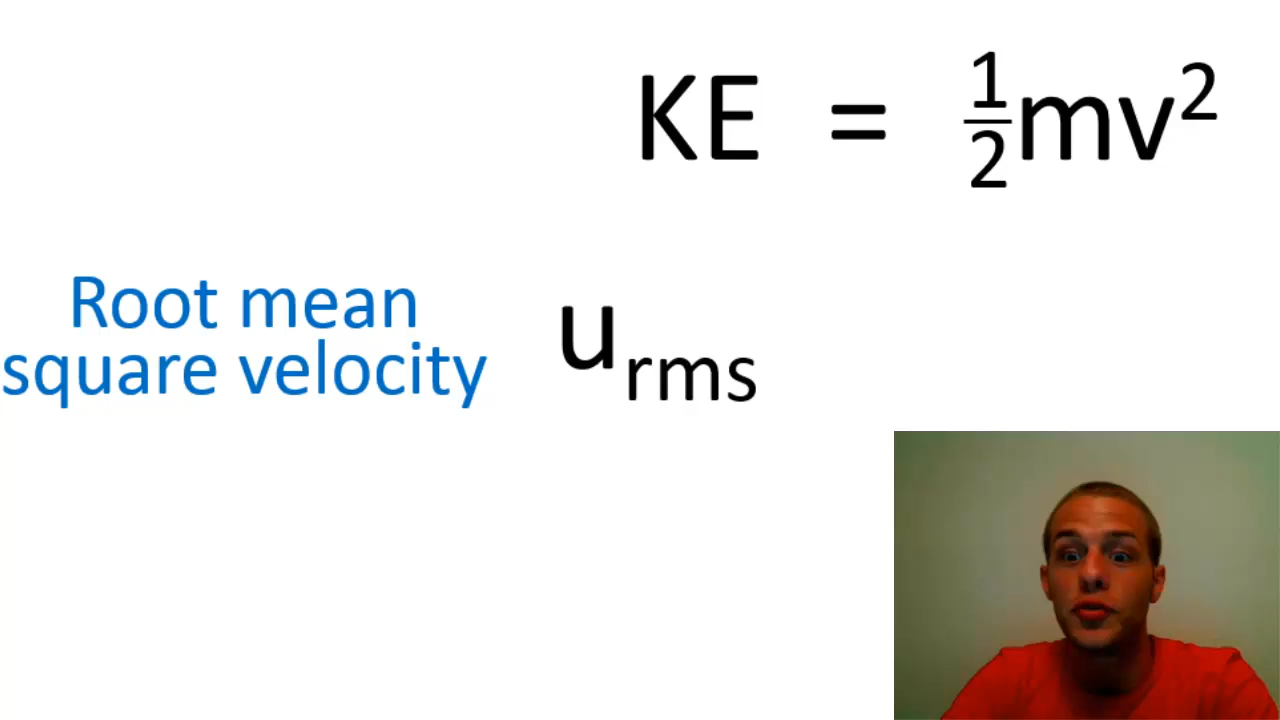 KE = ½mv²
Root mean
square velocity
u_rms